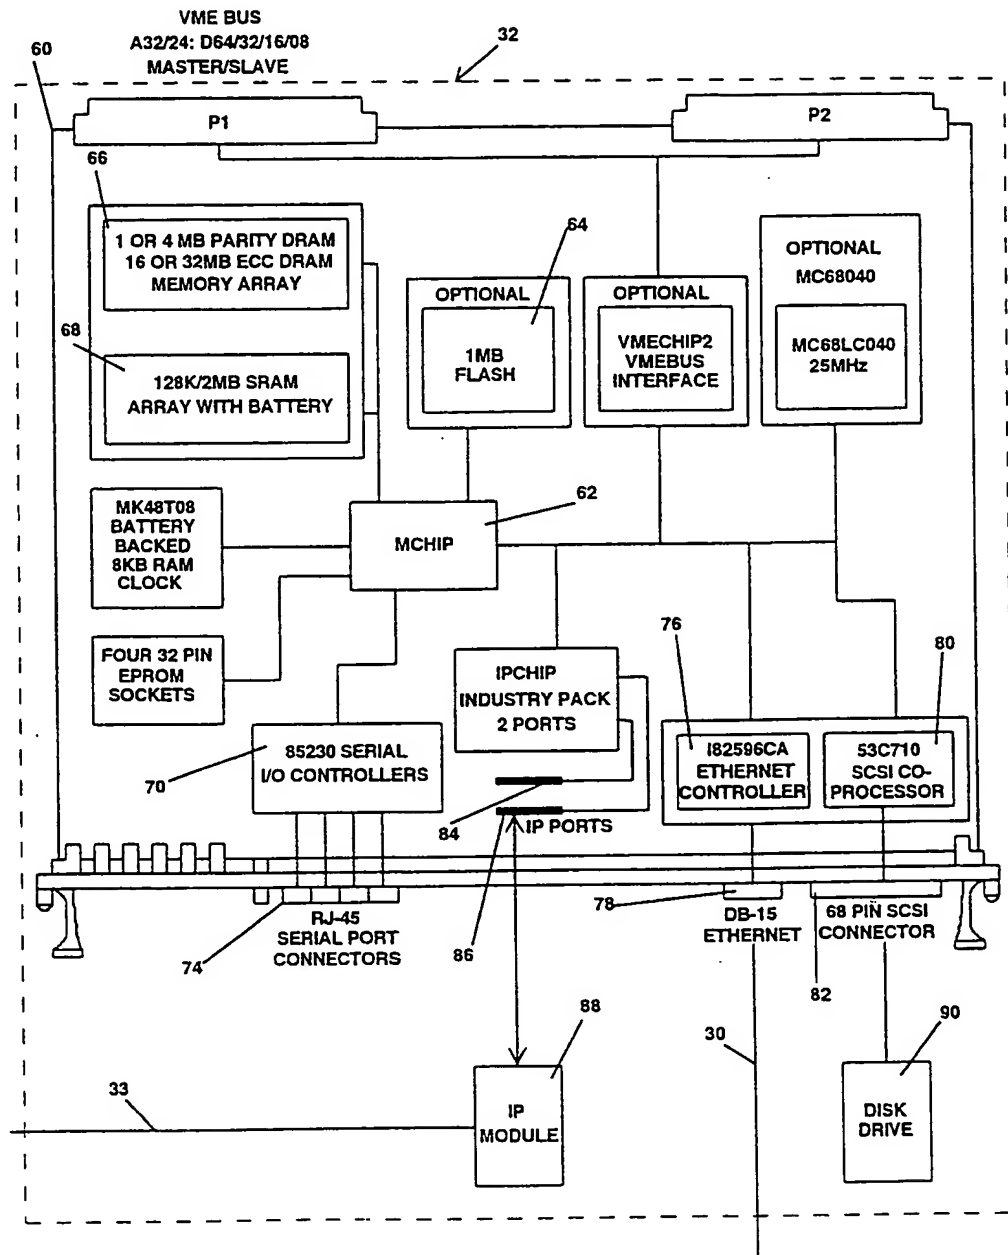 VME BUS
A32/24: D64/32/16/08
MASTER/SLAVE
60
32
P1
P2
66
1 OR 4 MB PARITY DRAM
16 OR 32MB ECC DRAM
MEMORY ARRAY
68
128K/2MB SRAM
ARRAY WITH BATTERY
64
OPTIONAL
1MB
FLASH
OPTIONAL
VMECHIP2
VMEBUS
INTERFACE
OPTIONAL
MC68040
MC68LC040
25MHz
MK48T08
BATTERY
BACKED
8KB RAM
CLOCK
62
MCHIP
FOUR 32 PIN
EPROM
SOCKETS
IPCHIP
INDUSTRY PACK
2 PORTS
76
80
70
85230 SERIAL
I/O CONTROLLERS
I82596CA
ETHERNET
CONTROLLER
53C710
SCSI CO-
PROCESSOR
84
IP PORTS
74
RJ-45
SERIAL PORT
CONNECTORS
86
78
DB-15
ETHERNET
68 PIN SCSI
CONNECTOR
82
88
30
90
33
IP
MODULE
DISK
DRIVE